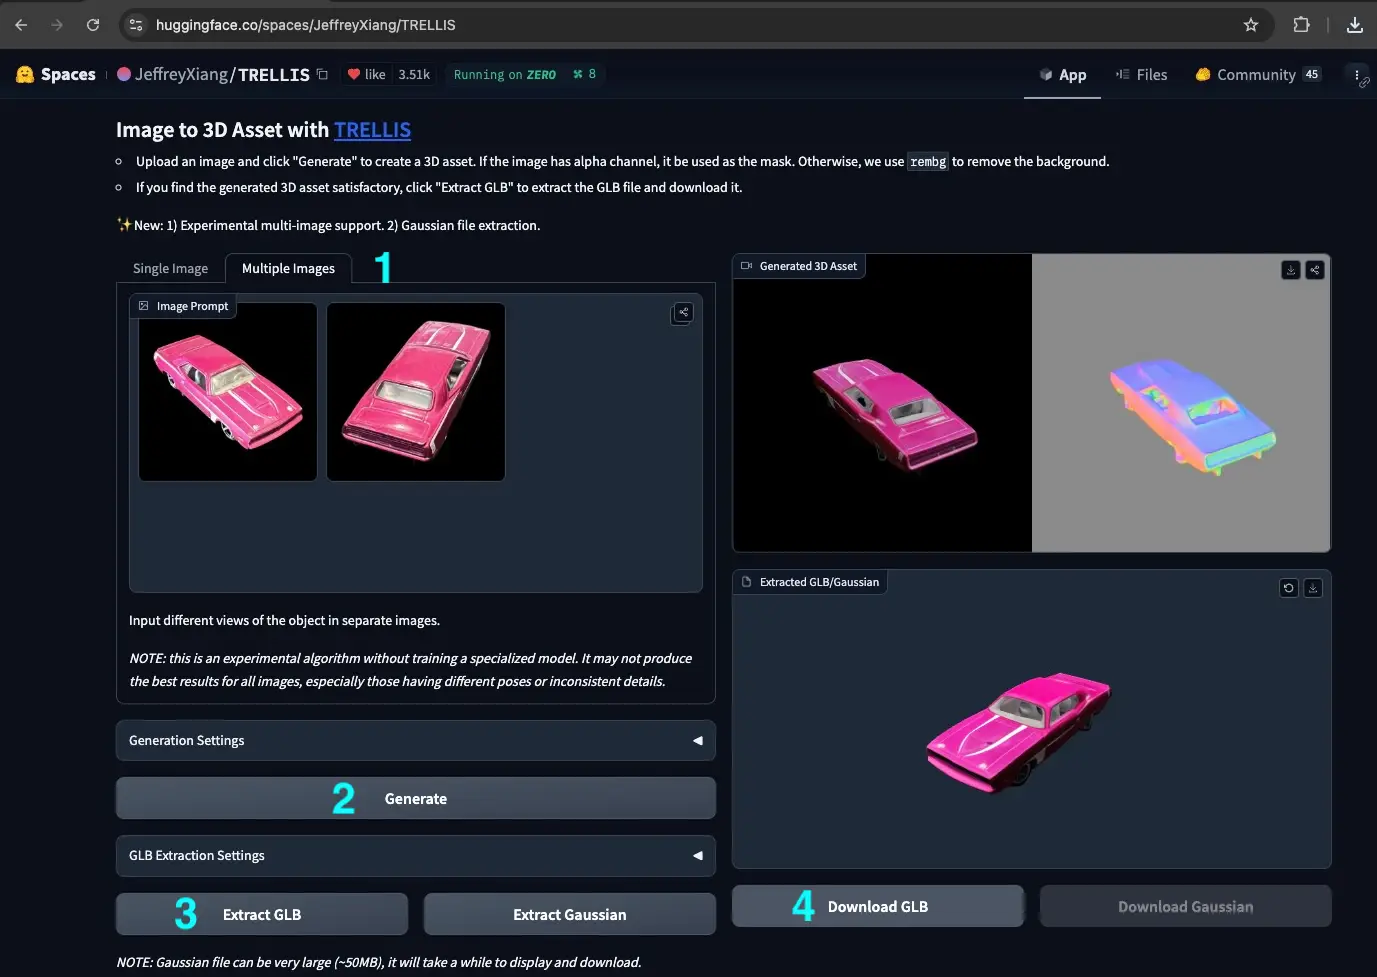 huggingface.co/spaces/JeffreyXiang/TRELLIS
Spaces JeffreyXiang/TRELLIS like 3.51k Running on ZERO 8 App Files Community 45
Image to 3D Asset with TRELLIS
Upload an image and click "Generate" to create a 3D asset. If the image has alpha channel, it be used as the mask. Otherwise, we use rembg to remove the background.
If you find the generated 3D asset satisfactory, click "Extract GLB" to extract the GLB file and download it.
✨New: 1) Experimental multi-image support. 2) Gaussian file extraction.
Single Image Multiple Images 1
Image Prompt
Generated 3D Asset
Input different views of the object in separate images.
NOTE: this is an experimental algorithm without training a specialized model. It may not produce
the best results for all images, especially those having different poses or inconsistent details.
Extracted GLB/Gaussian
Generation Settings
2 Generate
GLB Extraction Settings
3 Extract GLB Extract Gaussian
4 Download GLB Download Gaussian
NOTE: Gaussian file can be very large (~50MB), it will take a while to display and download.